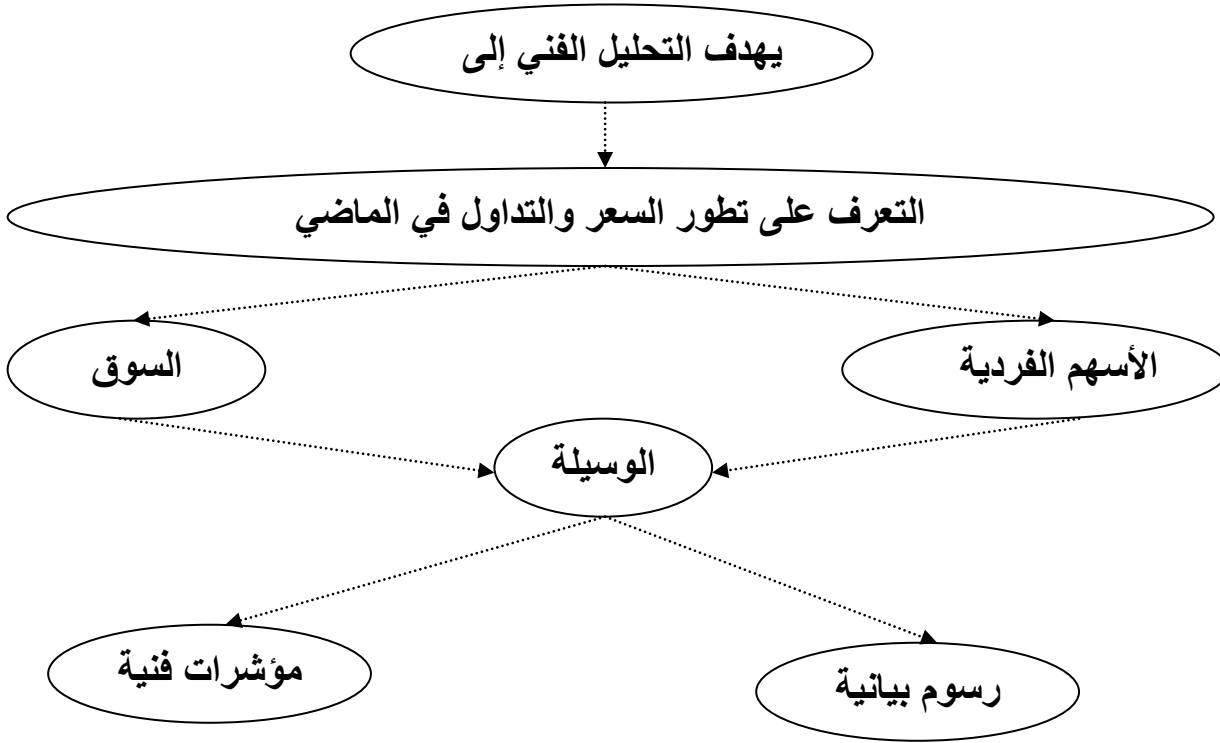 يهدف التحليل الفني إلى
التعرف على تطور السعر والتداول في الماضي
الأسهم الفردية
السوق
الوسيلة
رسوم بيانية
مؤشرات فنية